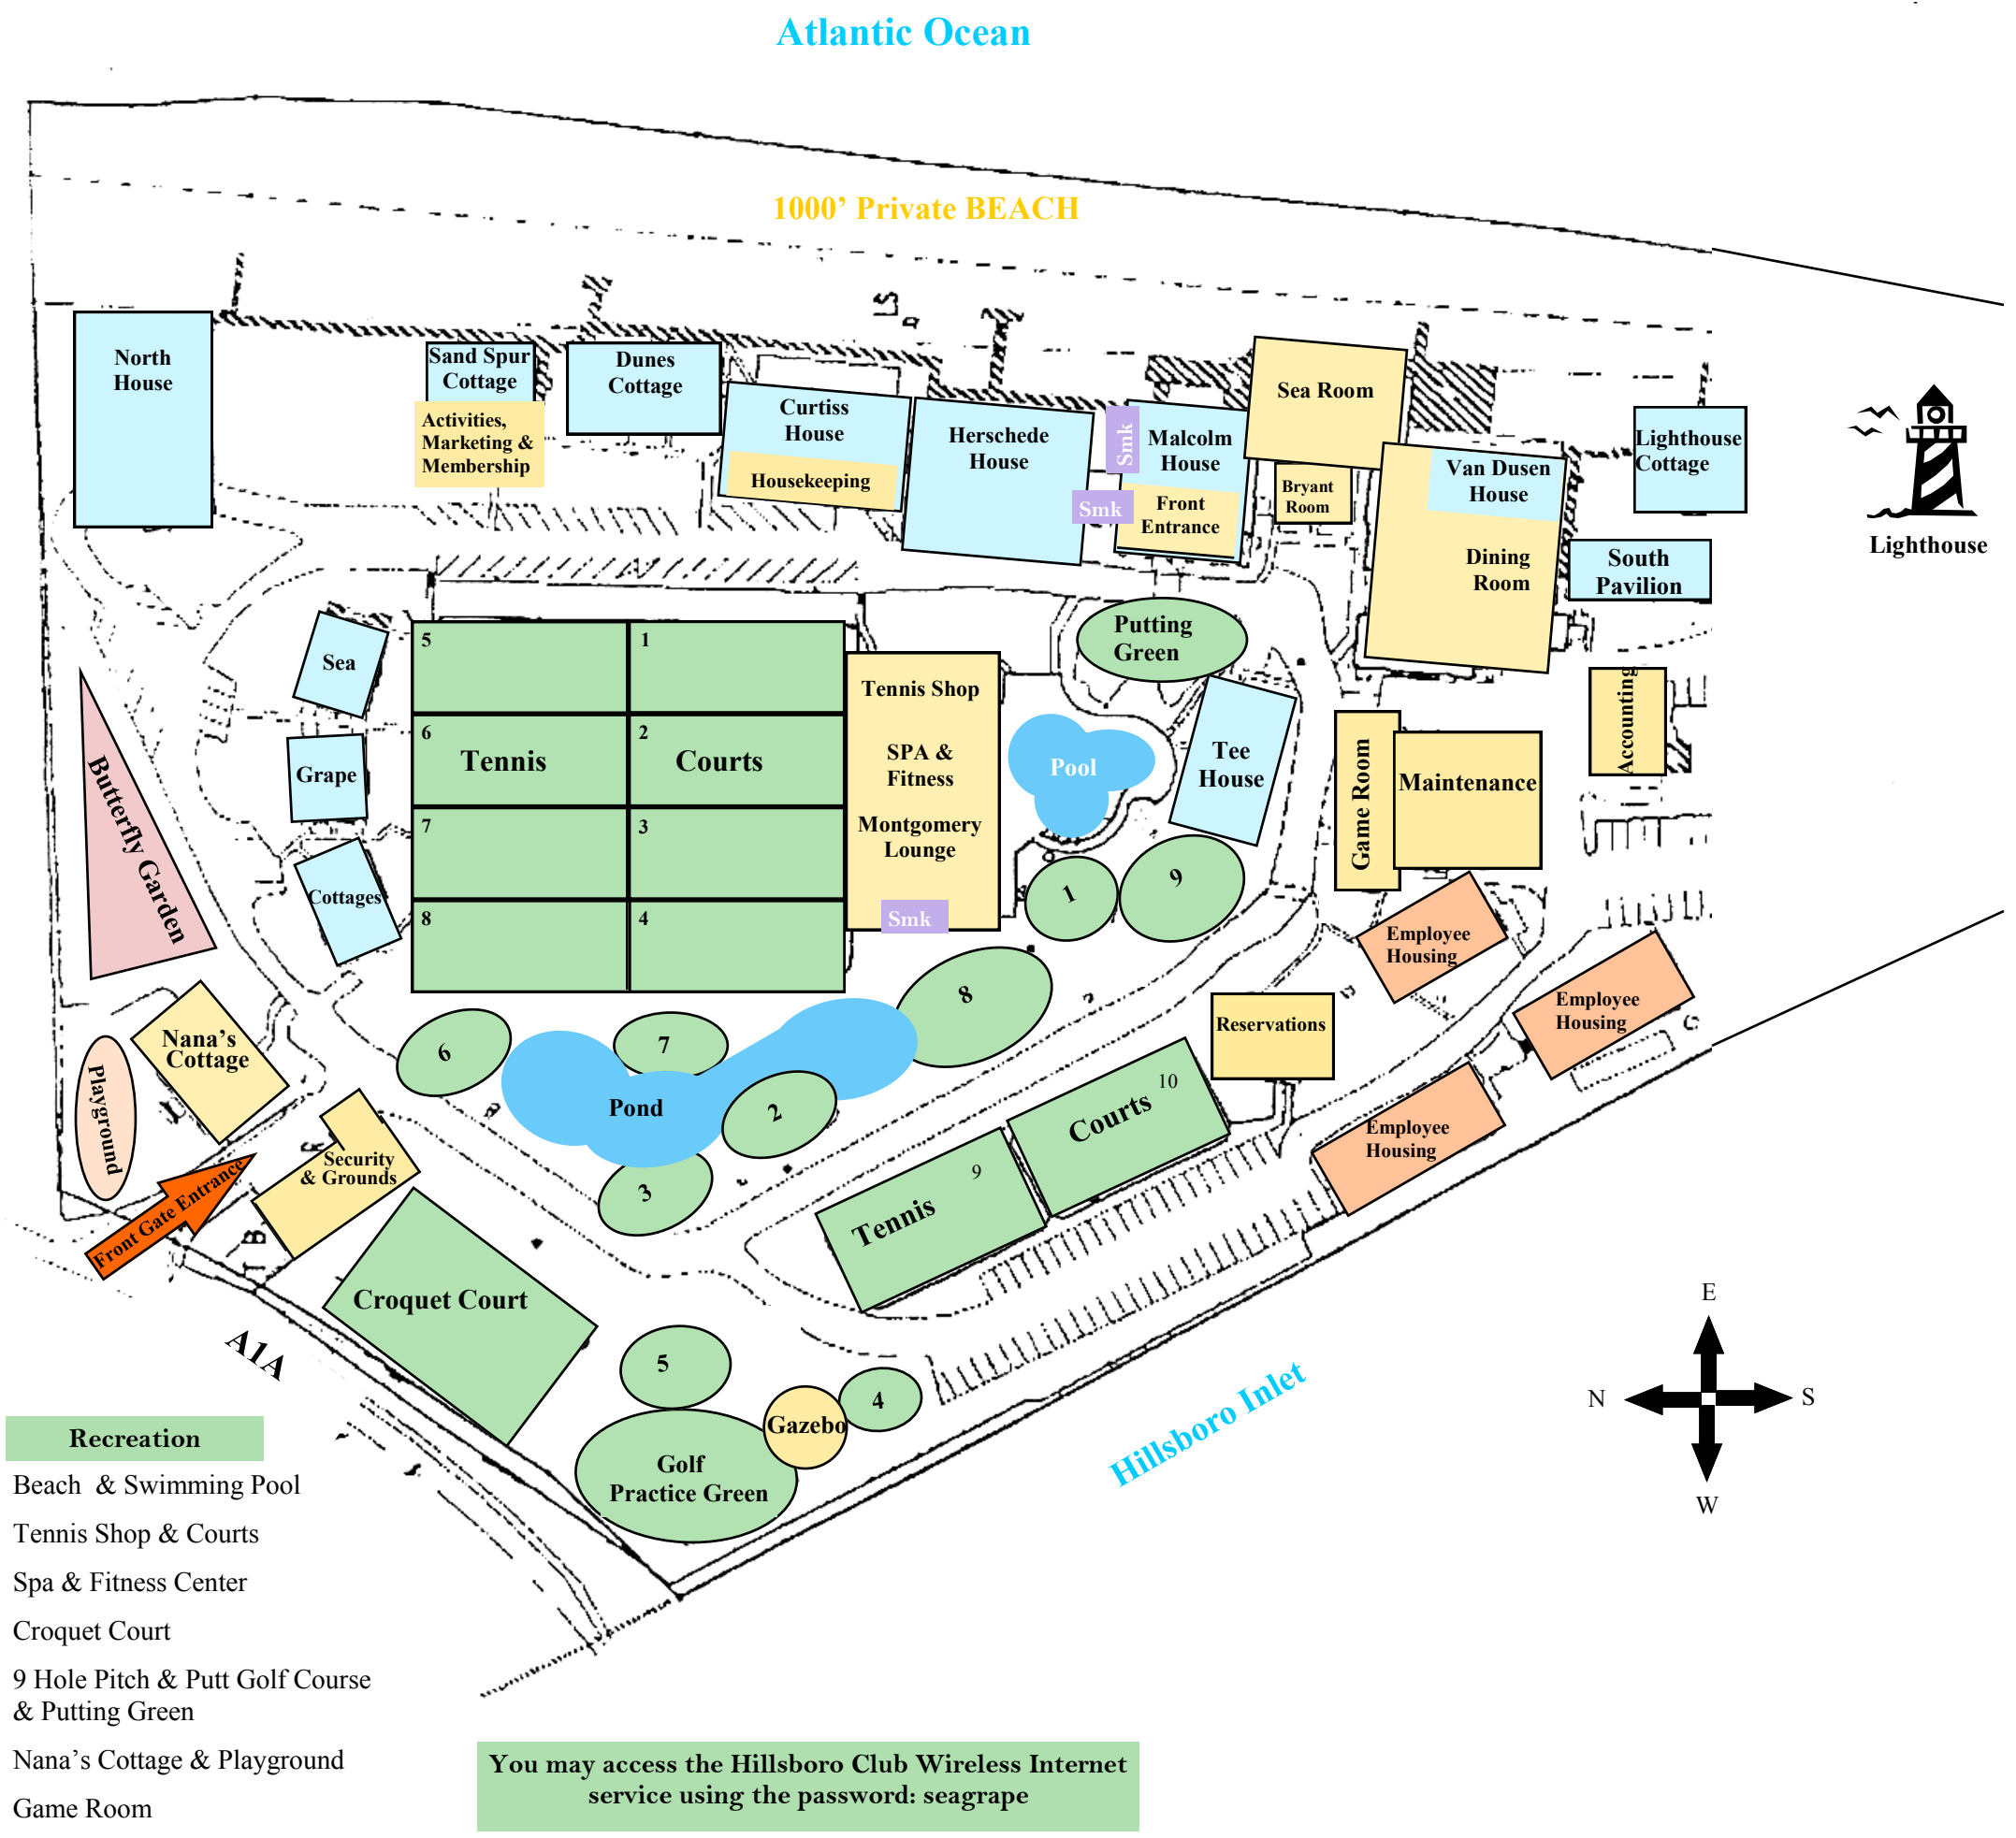 Atlantic Ocean
1000’ Private BEACH
LS
North
House
Sand Spur
Cottage
Activities,
Marketing &
Membership
Dunes
Cottage
Curtiss
House
Housekeeping
Herschede
House
Smk
Smk
Malcolm
House
Front
Entrance
Sea Room
Bryant
Room
Van Dusen
House
Dining
Room
Lighthouse
Cottage
South
Pavilion
Lighthouse
Sea
Grape
Cottages
5
1
6
2
Tennis
Courts
7
3
8
4
Tennis Shop
SPA &
Fitness
Montgomery
Lounge
Smk
Putting
Green
Pool
Tee
House
Game Room
Maintenance
Accounting
Butterfly Garden
1
9
8
6
7
Pond
2
3
Employee
Housing
Employee
Housing
Employee
Housing
Reservations
Nana’s
Cottage
Playground
Security
& Grounds
Front Gate Entrance
B
Tennis
9
Courts
10
Croquet Court
A1A
5
4
Gazebo
Golf
Practice Green
Hillsboro Inlet
E
N
S
W
Recreation
Beach & Swimming Pool
Tennis Shop & Courts
Spa & Fitness Center
Croquet Court
9 Hole Pitch & Putt Golf Course
& Putting Green
Nana’s Cottage & Playground
Game Room
You may access the Hillsboro Club Wireless Internet
service using the password: seagrape